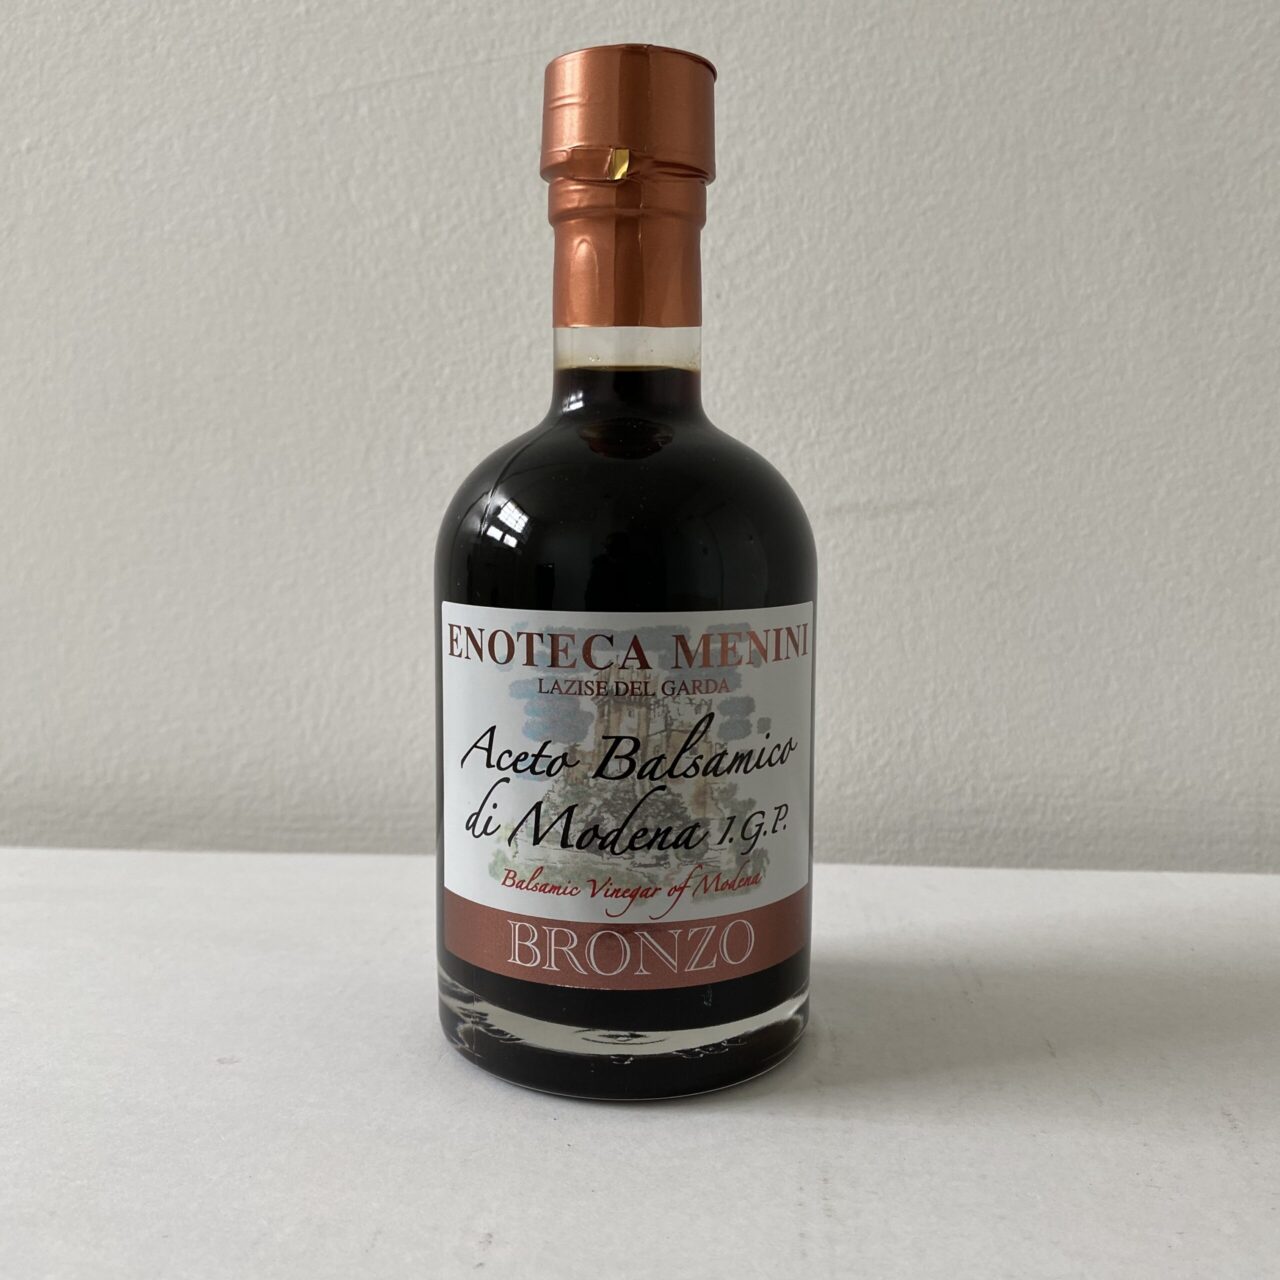 ENOTECA MENINI
LAZISE DEL GARDA
Aceto Balsamico
di Modena I.G.P.
Balsamic Vinegar of Modena
BRONZO